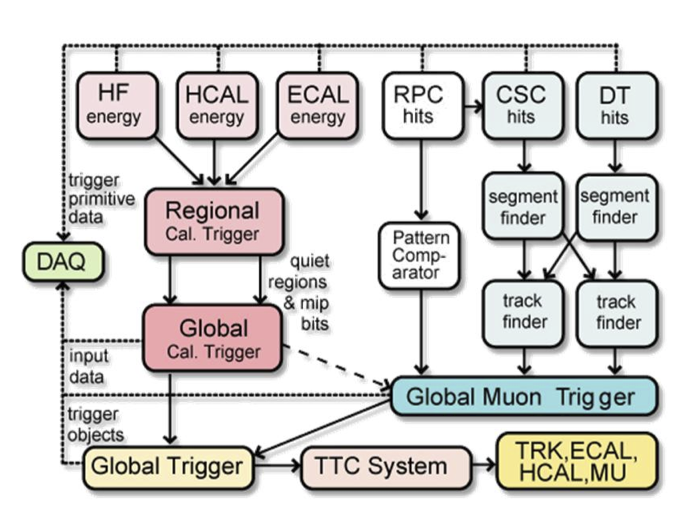 HF
energy
HCAL
energy
ECAL
energy
RPC
hits
CSC
hits
DT
hits
trigger
primitive
data
Regional
Cal. Trigger
segment
finder
segment
finder
DAQ
quiet
regions
& mip
bits
Pattern
Comp-
arator
Global
Cal. Trigger
track
finder
track
finder
input
data
Global Muon Trigger
trigger
objects
Global Trigger
TTC System
TRK,ECAL,
HCAL,MU